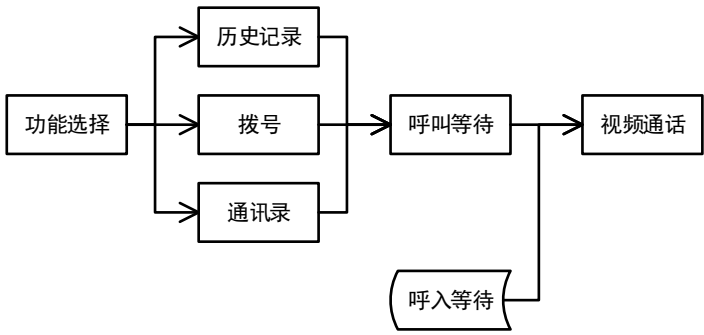 历史记录
功能选择
拨号
呼叫等待
视频通话
通讯录
呼入等待